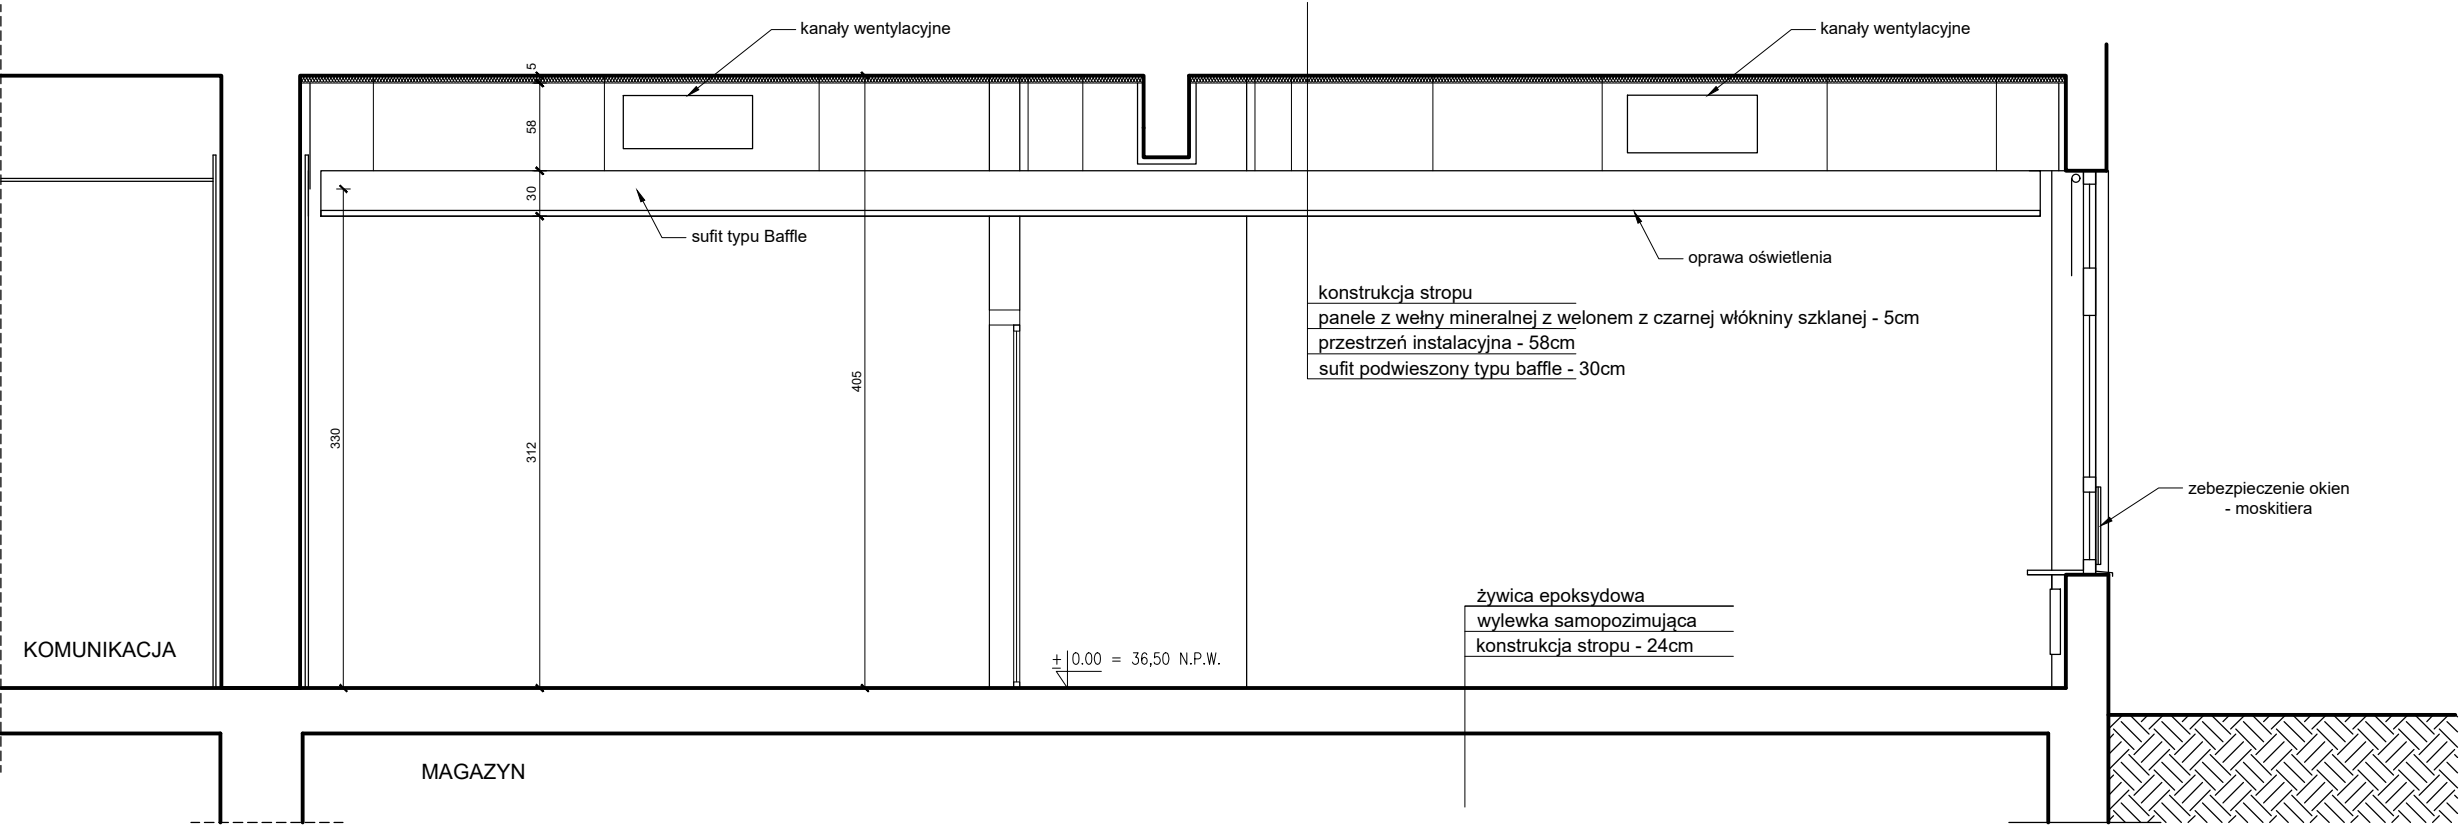 kanały wentylacyjne
kanały wentylacyjne
5
58
30
sufit typu Baffle
oprawa oświetlenia
konstrukcja stropu
panele z wełny mineralnej z welonem z czarnej włókniny szklanej - 5cm
przestrzeń instalacyjna - 58cm
sufit podwieszony typu baffle - 30cm
405
330
312
zebezpieczenie okien
- moskitiera
żywica epoksydowa
wylewka samopozimująca
konstrukcja stropu - 24cm
KOMUNIKACJA
± 0.00 = 36,50 N.P.W.
MAGAZYN